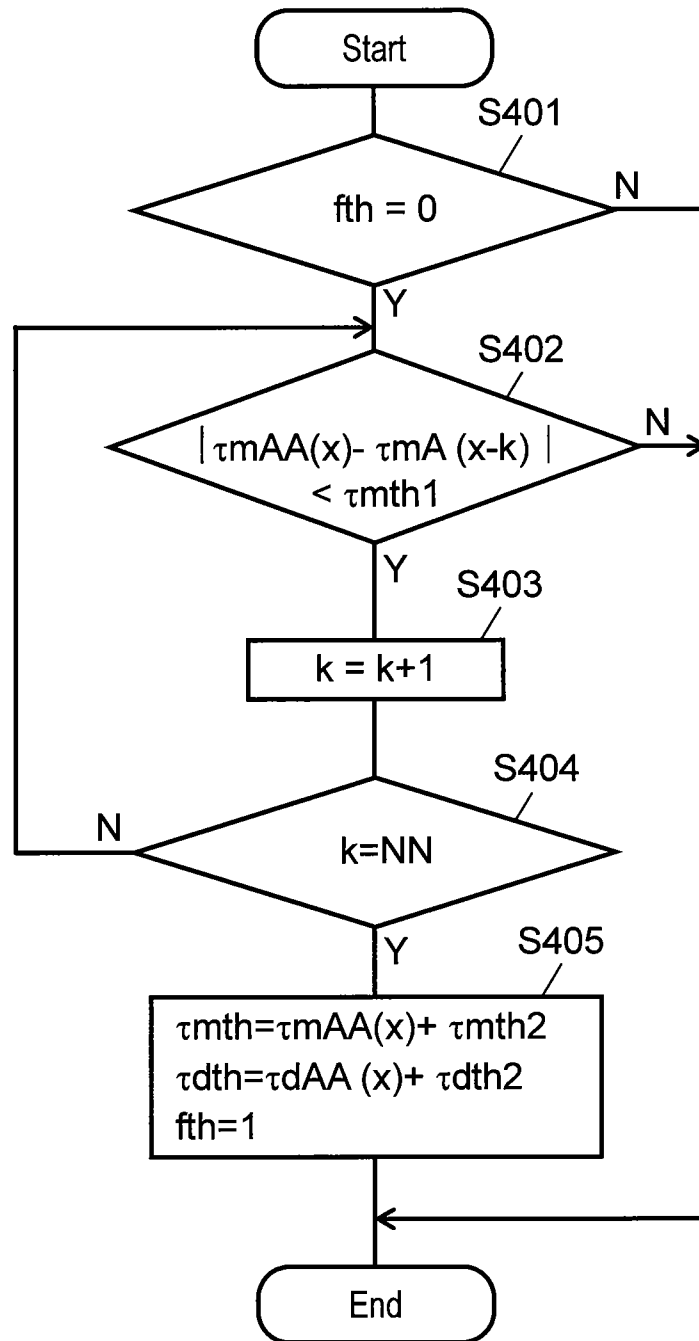 Start
S401
fth = 0
N
Y
S402
|τmAA(x)- τmA (x-k)|
< τmth1
N
Y
S403
k = k+1
S404
N
k=NN
Y
S405
τmth=τmAA(x)+ τmth2
τdth=τdAA (x)+ τdth2
fth=1
End